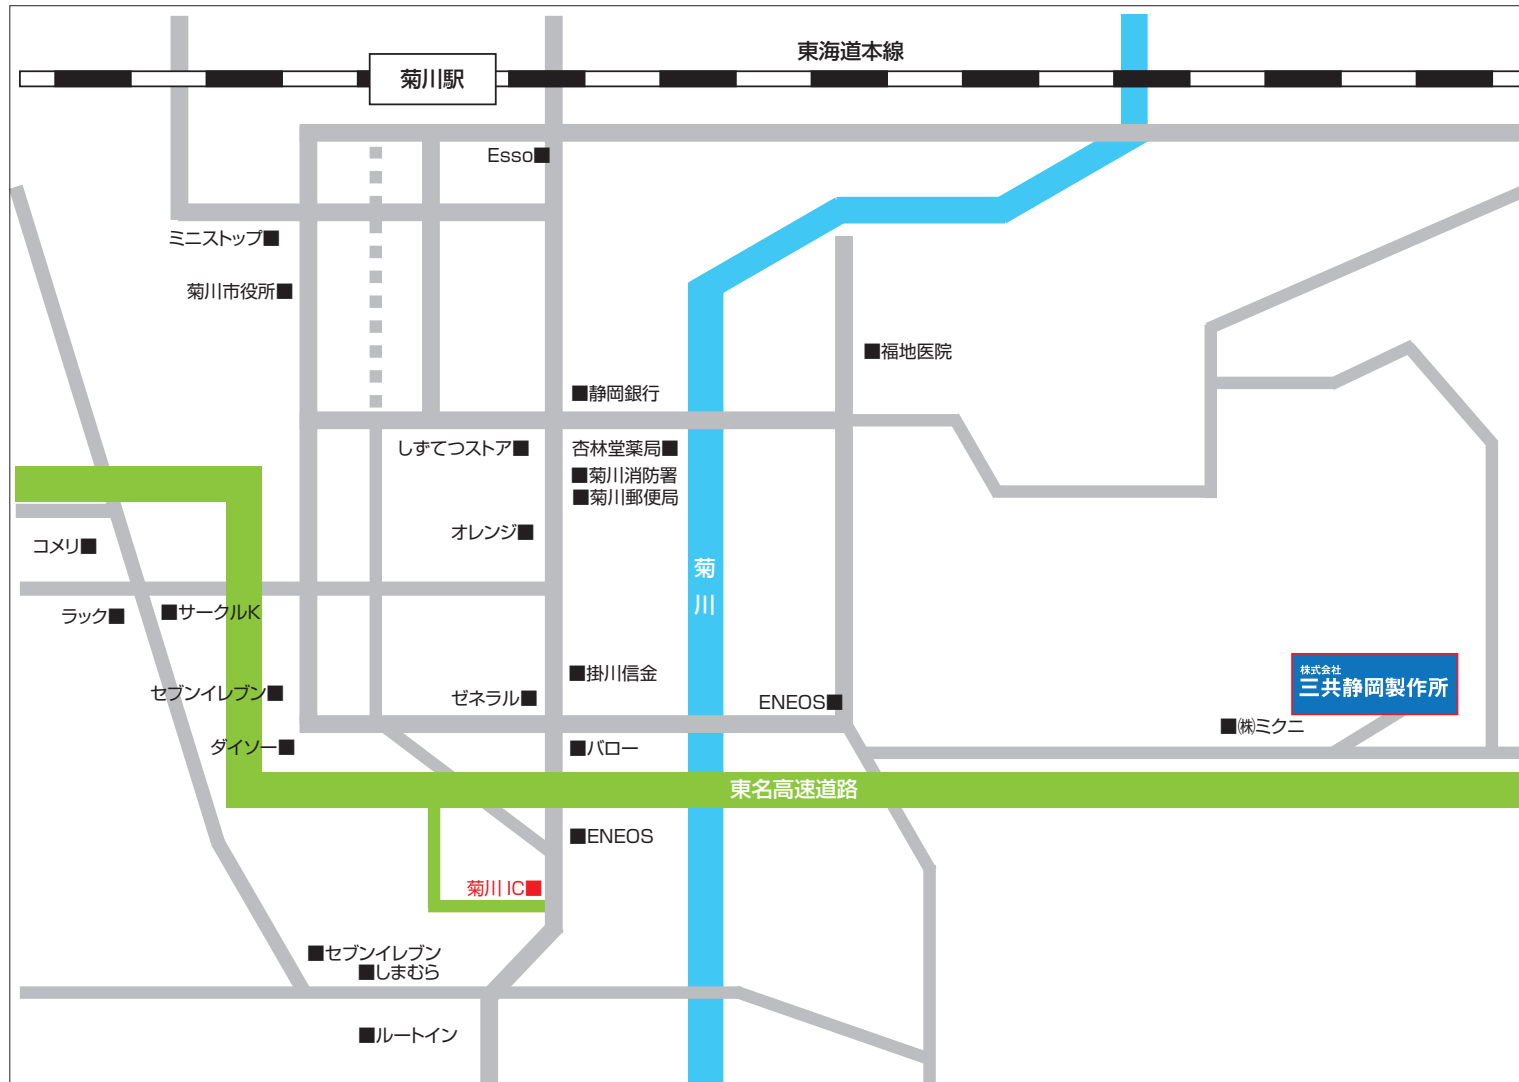 東海道本線
菊川駅
Esso■
ミニストップ■
菊川市役所■
■福地医院
■静岡銀行
しずてつストア■
杏林堂薬局■
■菊川消防署
■菊川郵便局
オレンジ■
コメリ■
菊川
ラック■
■サークルK
■掛川信金
株式会社
三共静岡製作所
セブンイレブン■
ゼネラル■
ENEOS■
■㈱ミクニ
ダイソー■
■バロー
東名高速道路
■ENEOS
菊川 IC■
■セブンイレブン
■しまむら
■ルートイン